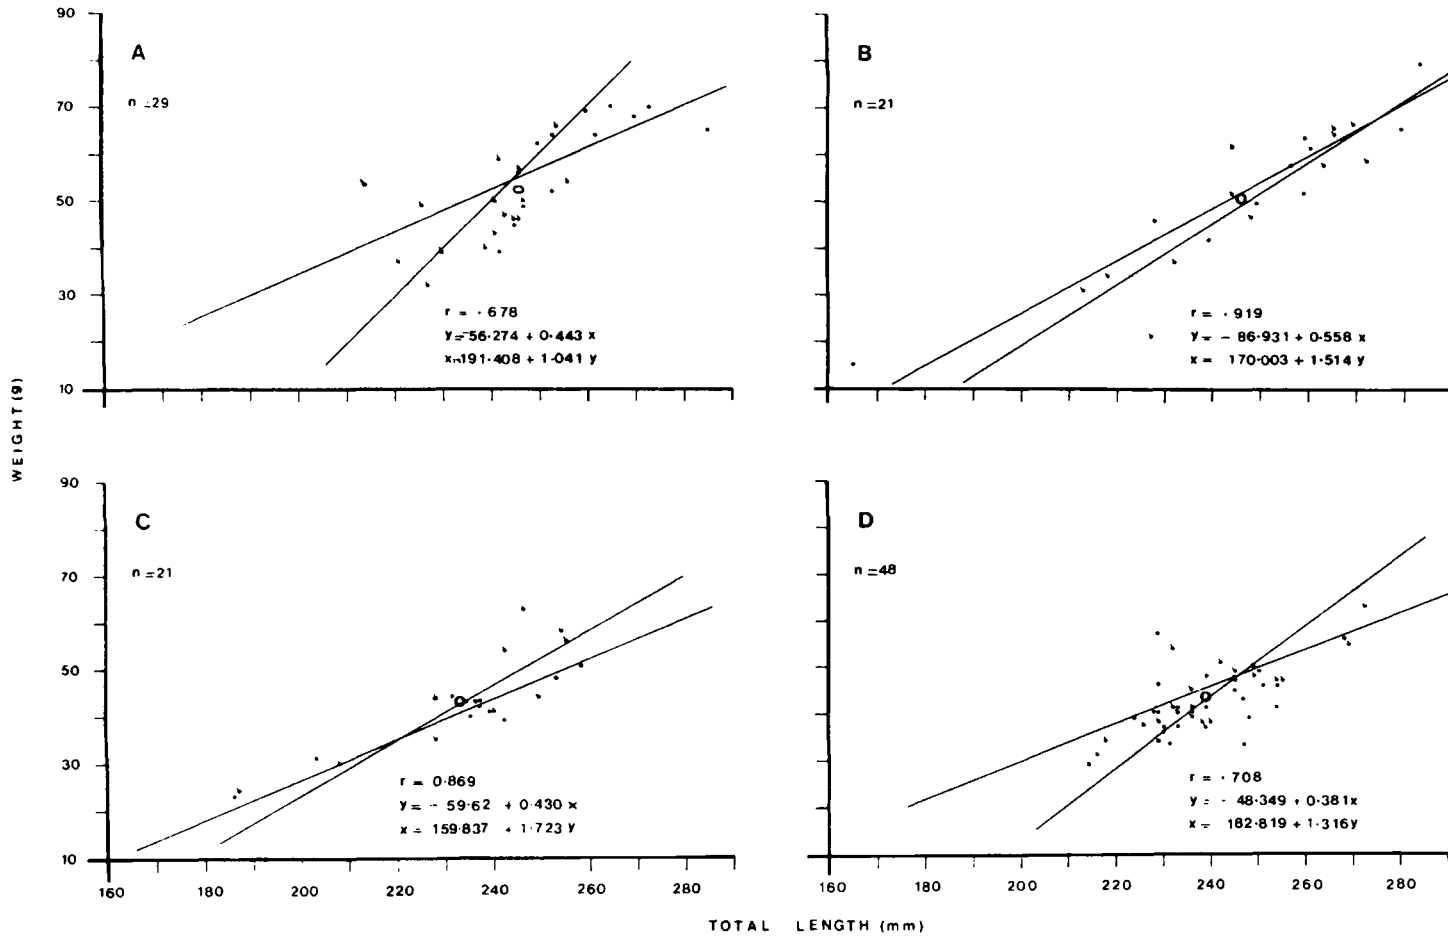 90
70
50
30
10
A
n =29
r = ·678
y=-56·274 + 0·443 x
x=191·408 + 1·041 y
B
n =21
r = ·919
y = - 86·931 + 0·558 x
x = 170·003 + 1·514 y
WEIGHT (g)
90
70
50
30
10
C
n =21
r = 0·869
y = - 59·62 + 0·430 x
x = 159·837 + 1·723 y
160 180 200 220 240 260 280
D
n =48
r = ·708
y = - 48·349 + 0·381x
x = 182·819 + 1·316y
160 200 220 240 260 280
TOTAL LENGTH (mm)